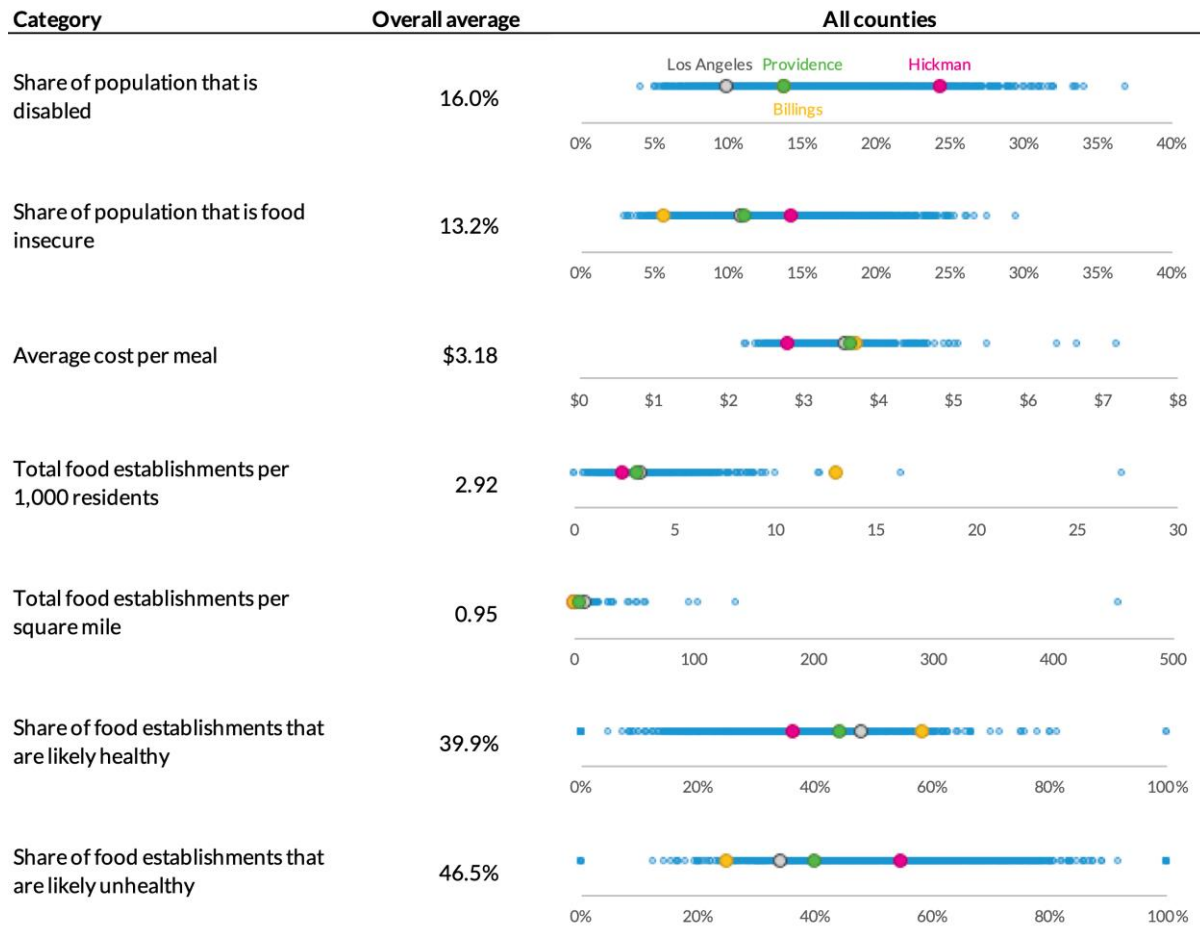 Category Overall average All counties
Los Angeles Providence Hickman
Share of population that is
disabled
16.0%
Billings
0% 5% 10% 15% 20% 25% 30% 35% 40%
Share of population that is food
insecure
13.2%
0% 5% 10% 15% 20% 25% 30% 35% 40%
Average cost per meal
$3.18
$0 $1 $2 $3 $4 $5 $6 $7 $8
Total food establishments per
1,000 residents
2.92
0 5 10 15 20 25 30
Total food establishments per
square mile
0.95
0 100 200 300 400 500
Share of food establishments that
are likely healthy
39.9%
0% 20% 40% 60% 80% 100%
Share of food establishments that
are likely unhealthy
46.5%
0% 20% 40% 60% 80% 100%